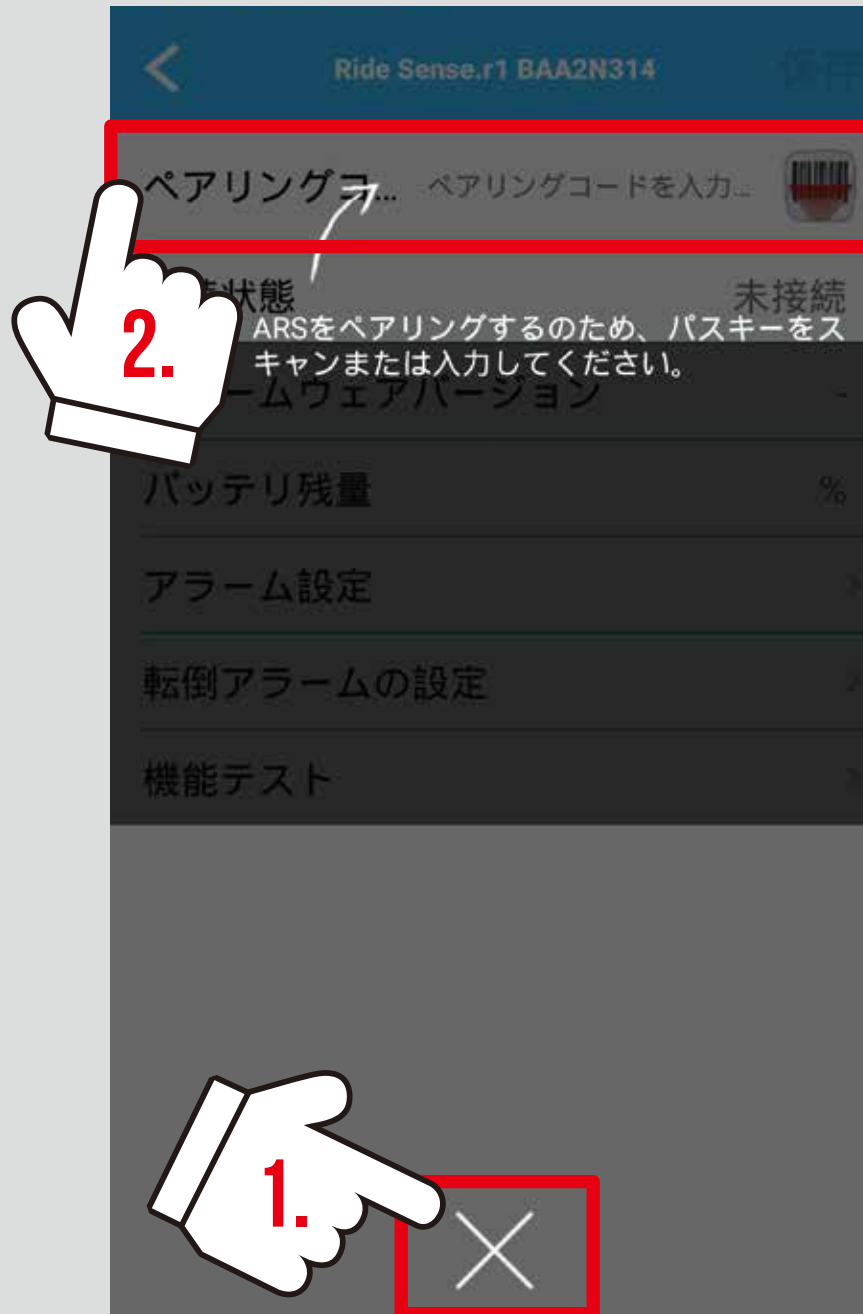 Ride Sense.r1 BAA2N314
保存
ペアリングコ... ペアリングコードを入力...
状態 未接続
ARSをペアリングするのため、パスキーをス
キャンまたは入力してください。
2.
ームウェアバージョン -
バッテリ残量 %
アラーム設定
転倒アラームの設定
機能テスト
1.